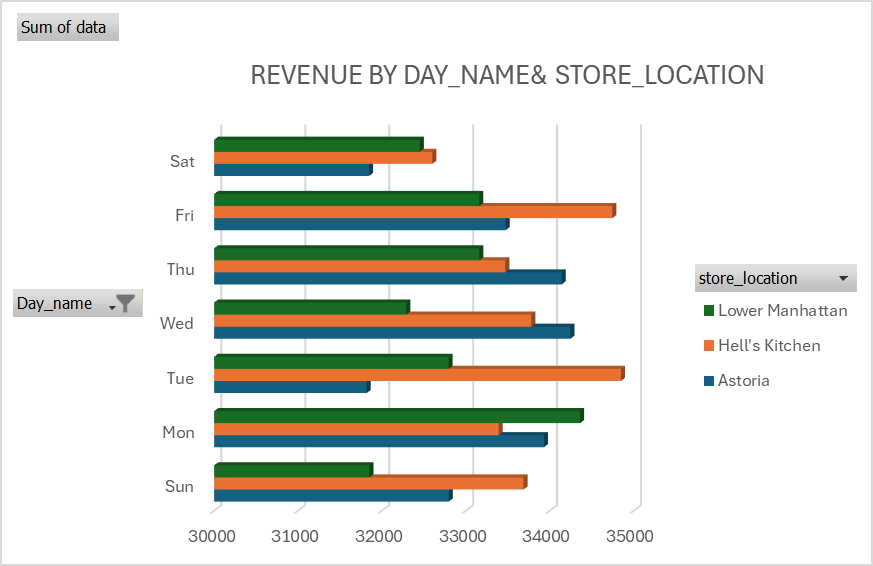 Sum of data
REVENUE BY DAY_NAME& STORE_LOCATION
Sat
Fri
Thu
Wed
Tue
Mon
Sun
30000 31000 32000 33000 34000 35000
Day_name
store_location
Lower Manhattan
Hell's Kitchen
Astoria